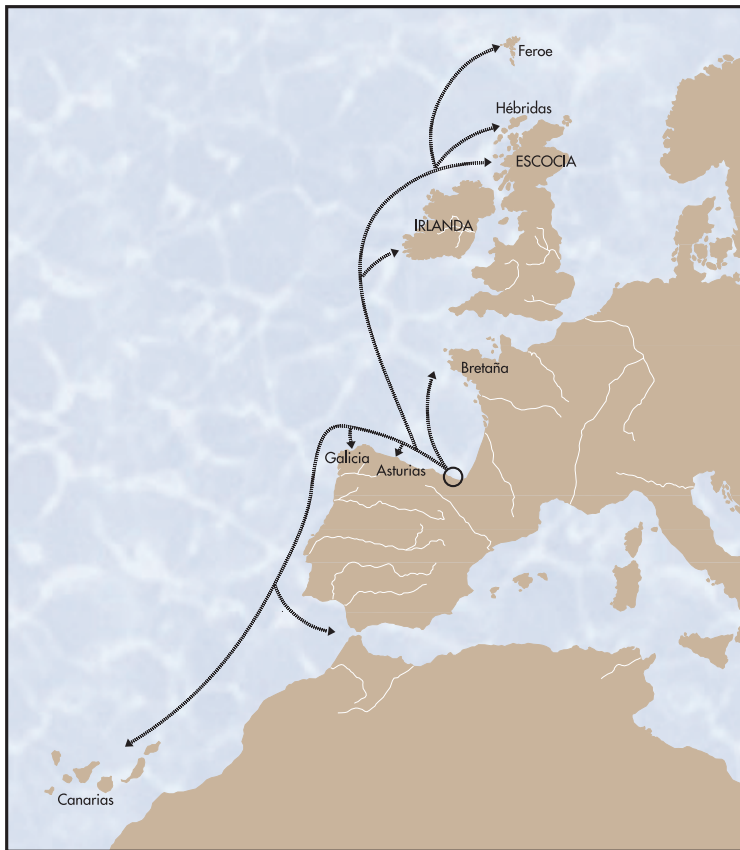 Feroe
Hébridas
ESCOCIA
IRLANDA
Bretaña
Galicia
Asturias
Canarias